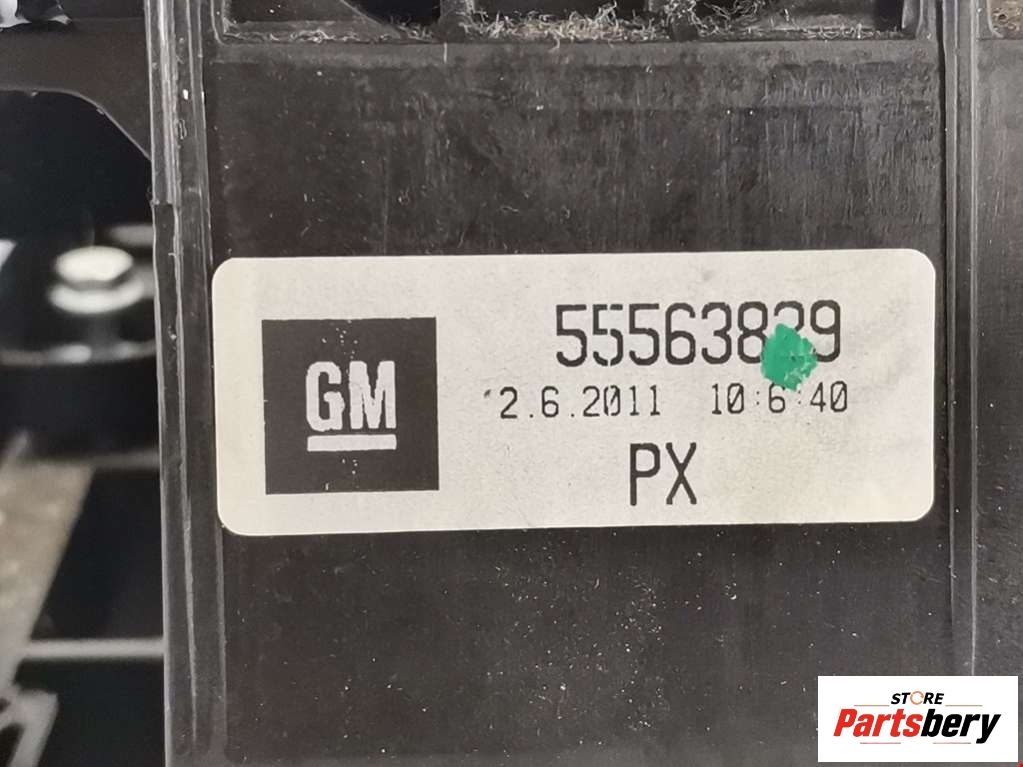 GM
55563829
2.6.2011 10:6:40
PX
STORE
Partsbery